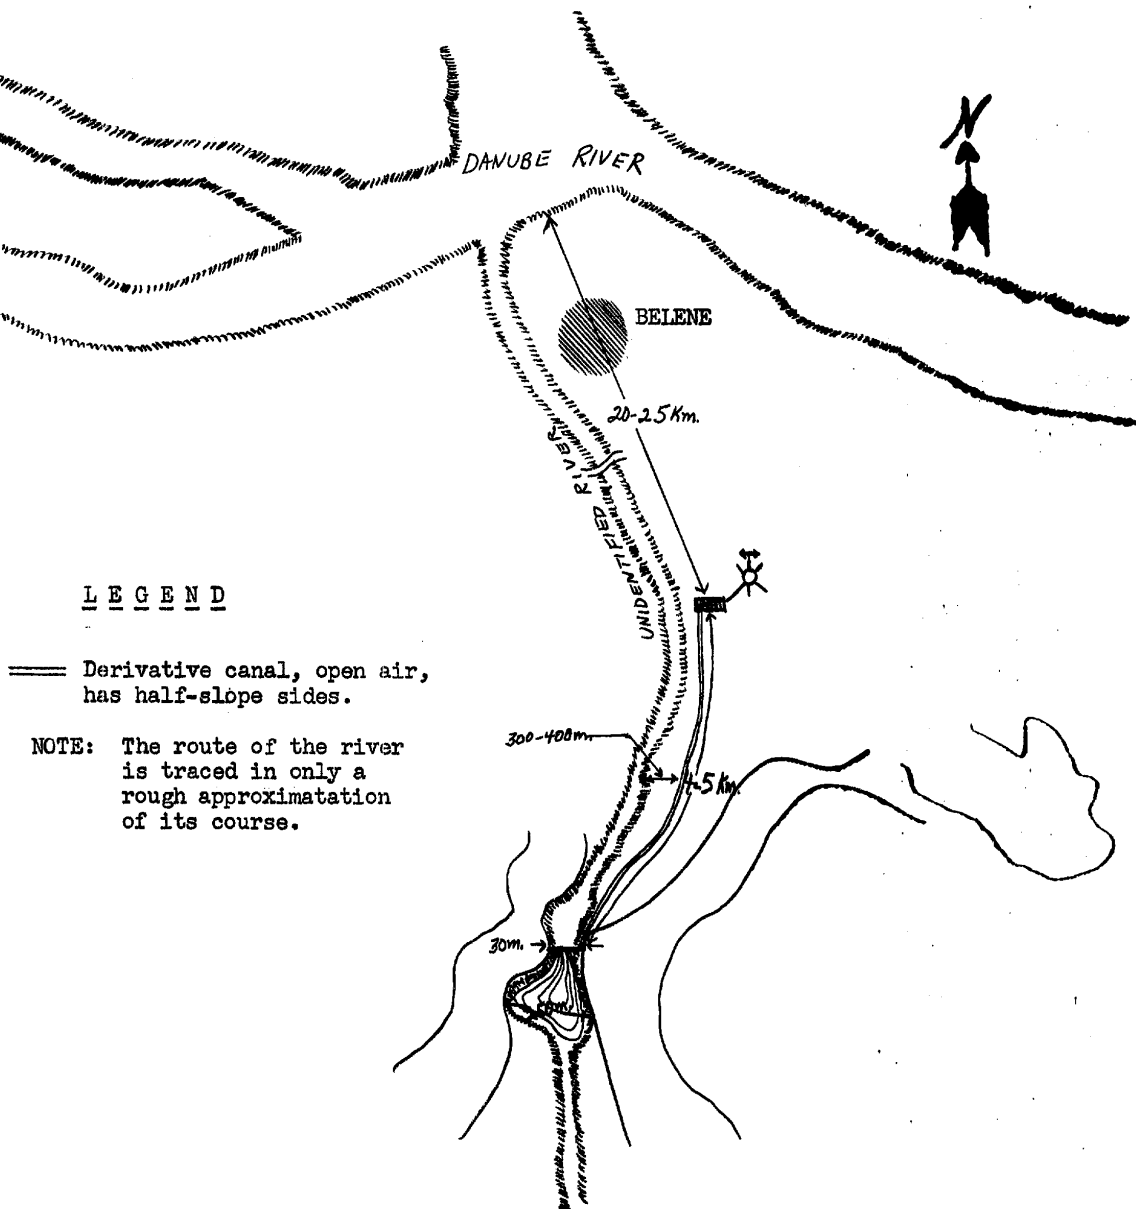 N
DANUBE RIVER
BELENE
20-25 Km.
UNIDENTIFIED RIVER
LEGEND
Derivative canal, open air,
has half-slope sides.
300-400m.
NOTE: The route of the river
is traced in only a
rough approximatation
of its course.
4-5 Km.
30m.